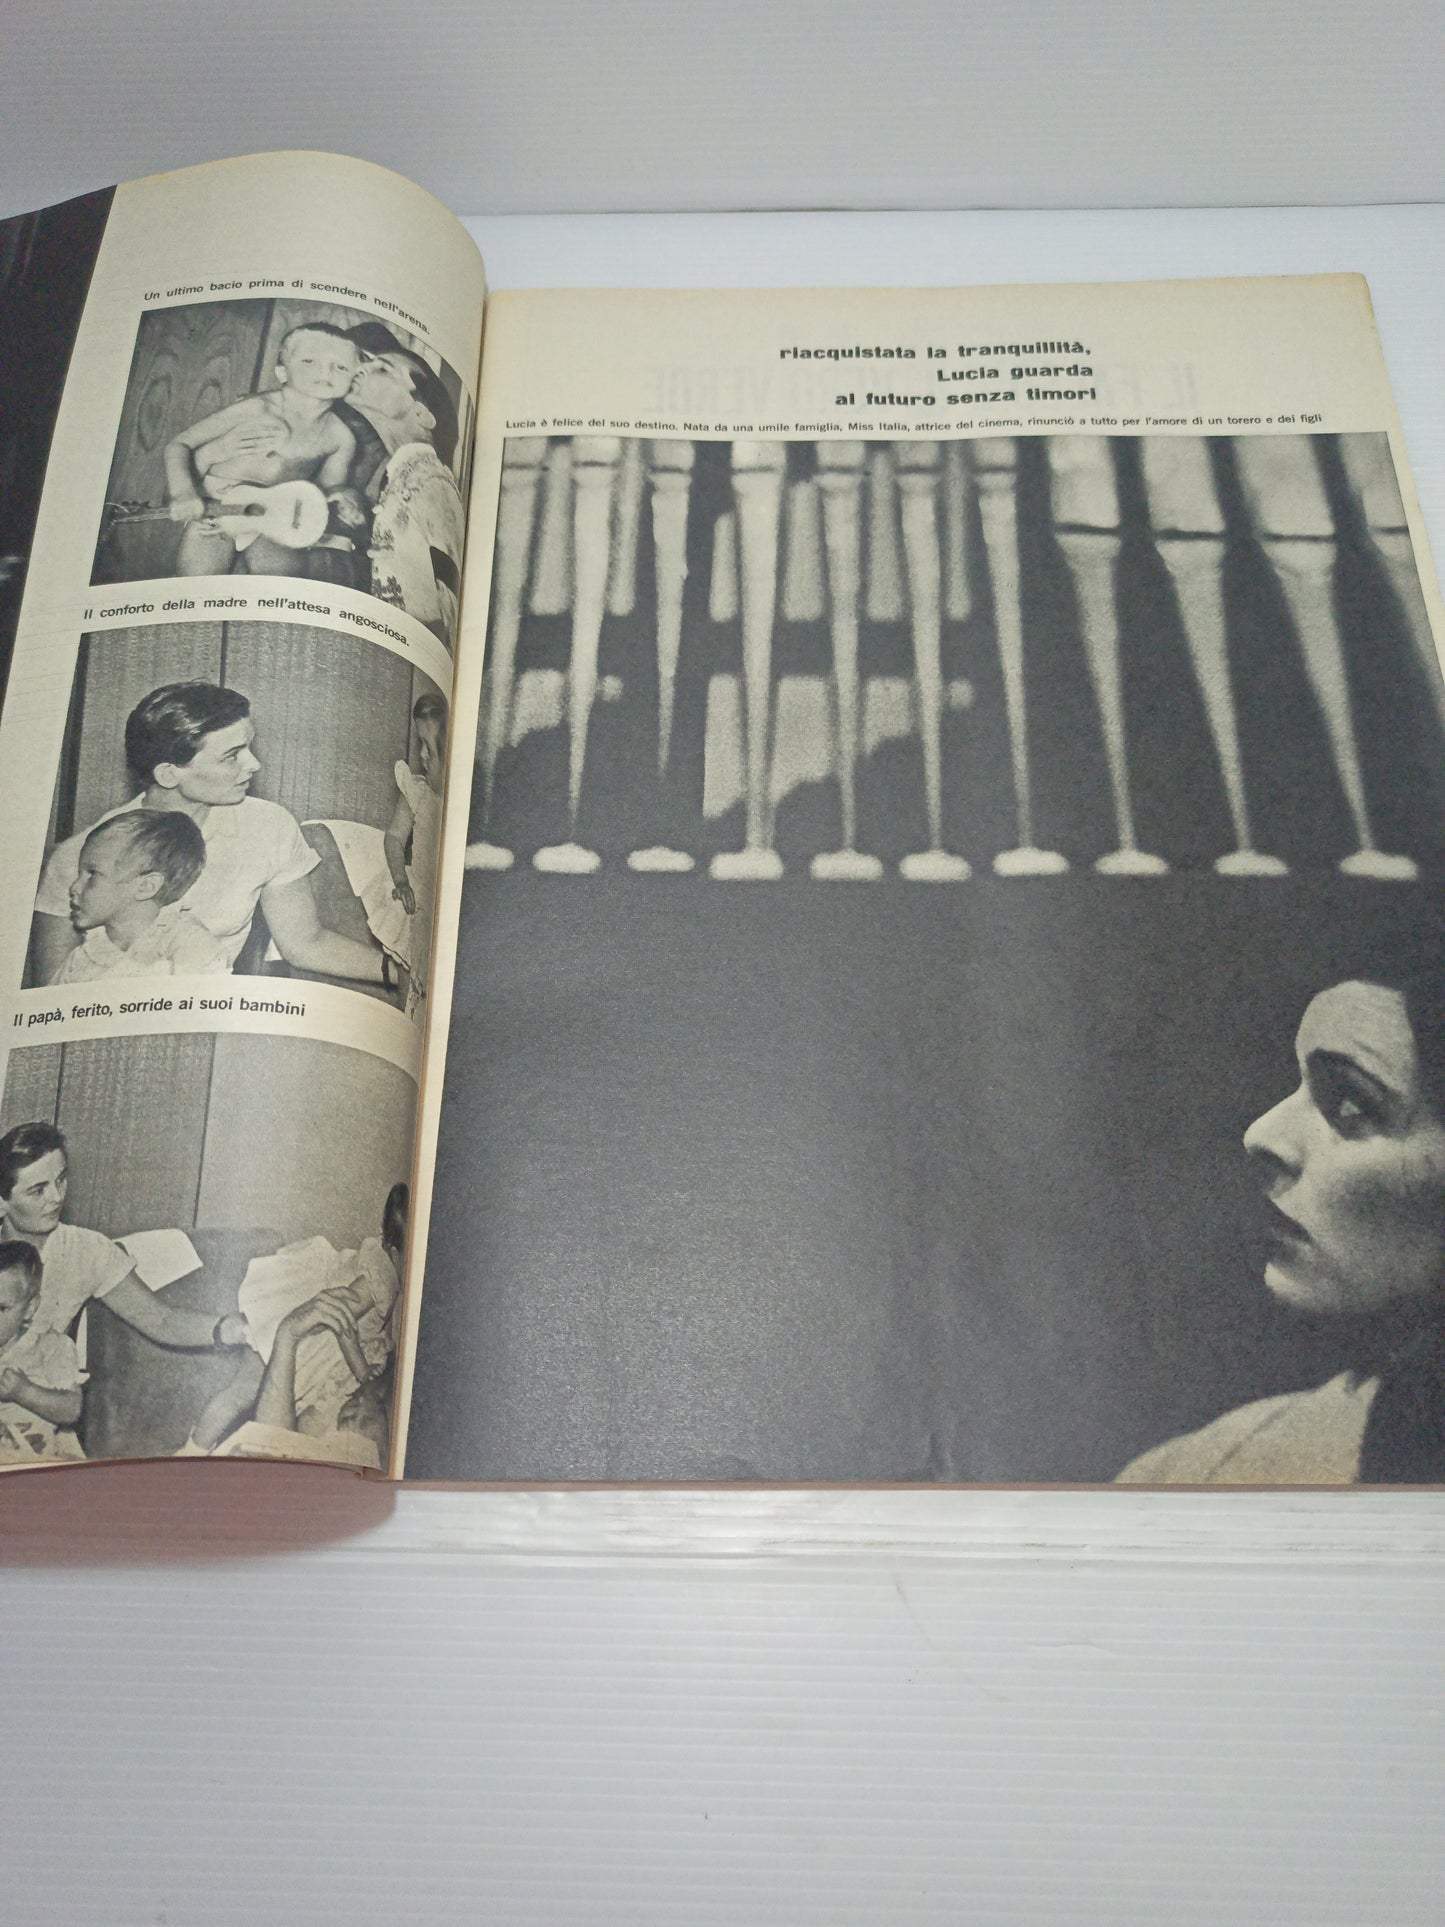 Un ultimo bacio prima di scendere nell'arena.
Il conforto della madre nell'attesa angosciosa.
Il papà, ferito, sorride ai suoi bambini
riacquistata la tranquillità,
Lucia guarda
al futuro senza timori
Lucia è felice del suo destino. Nata da una umile famiglia, Miss Italia, attrice del cinema, rinunciò a tutto per l'amore di un torero e dei figli